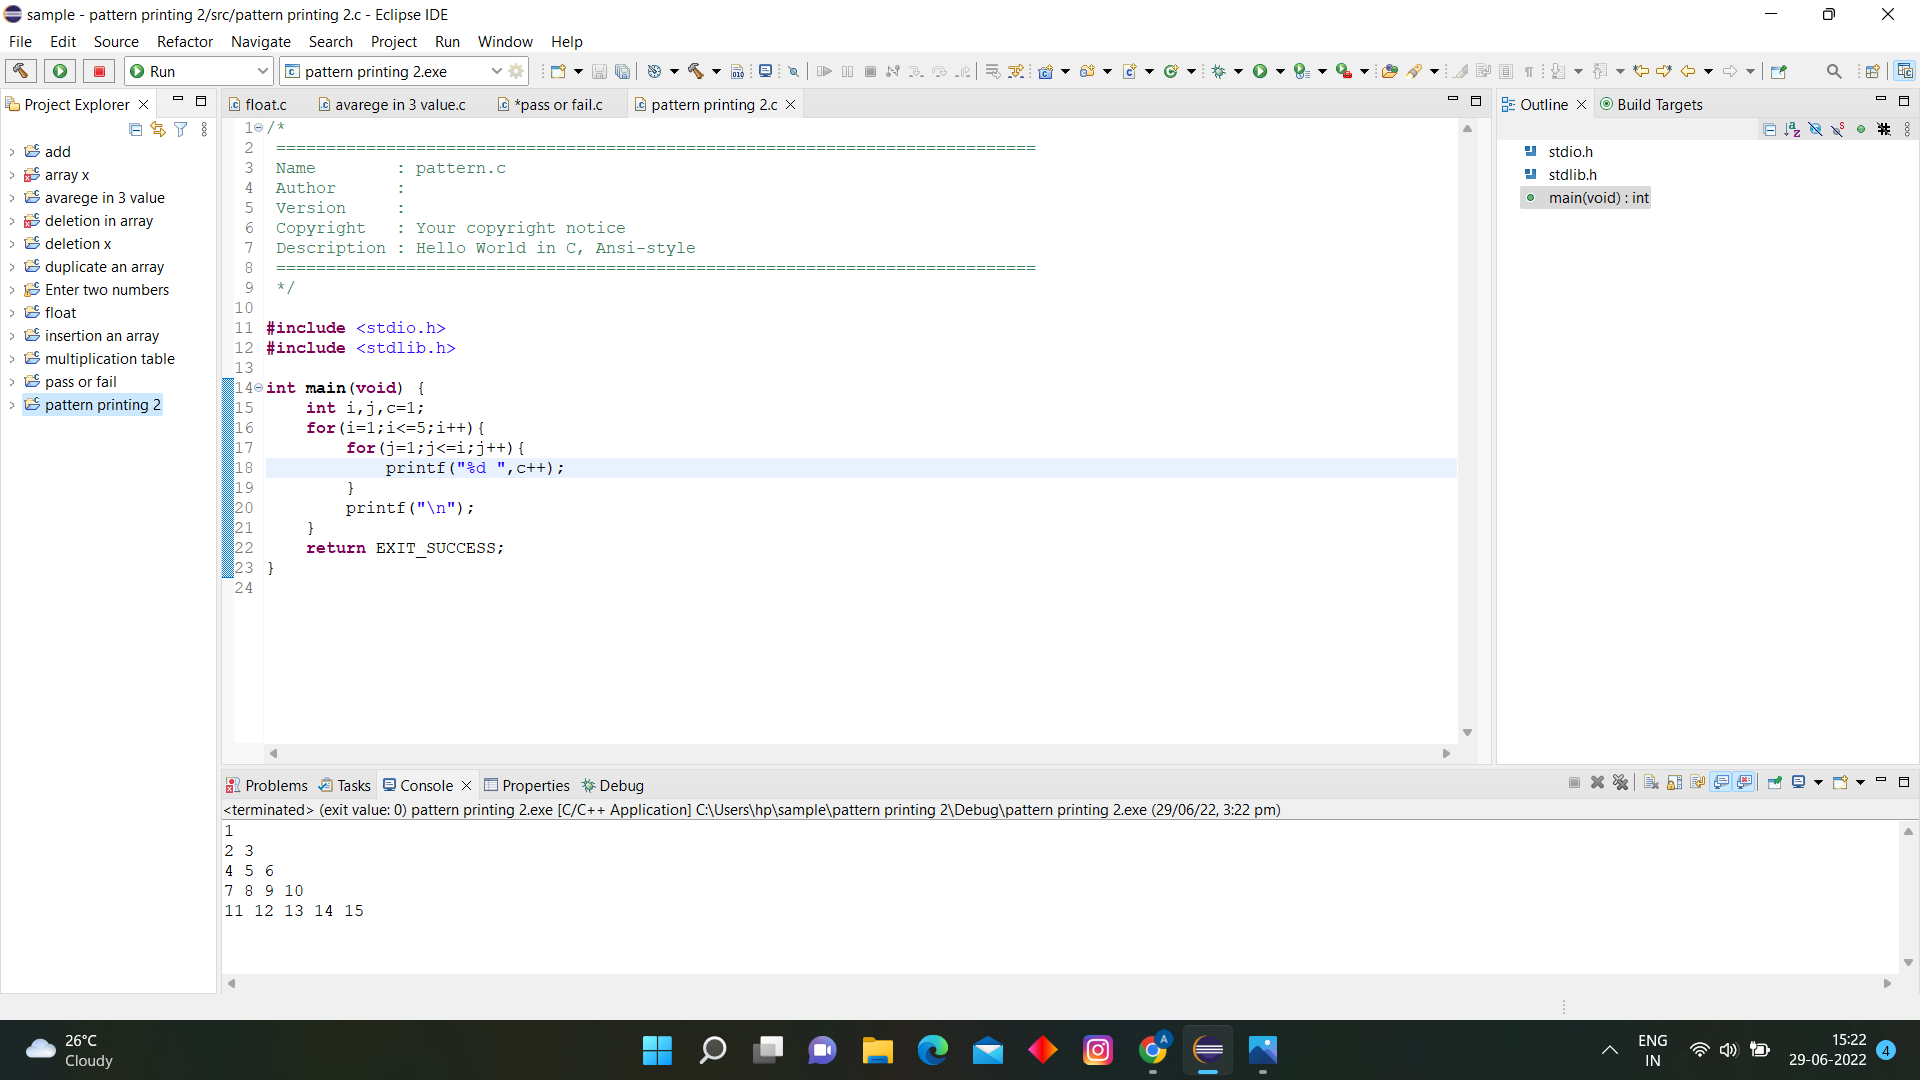 sample - pattern printing 2/src/pattern printing 2.c - Eclipse IDE
File Edit Source Refactor Navigate Search Project Run Window Help
Run
pattern printing 2.exe
Project Explorer
float.c
avarege in 3 value.c
*pass or fail.c
pattern printing 2.c
Outline
Build Targets
add
array x
avarege in 3 value
deletion in array
deletion x
duplicate an array
Enter two numbers
float
insertion an array
multiplication table
pass or fail
pattern printing 2
1 /*
2 ============================================================================
3 Name : pattern.c
4 Author :
5 Version :
6 Copyright : Your copyright notice
7 Description : Hello World in C, Ansi-style
8 ============================================================================
9 */
10
11 #include <stdio.h>
12 #include <stdlib.h>
13
14 int main(void) {
15 int i,j,c=1;
16 for(i=1;i<=5;i++){
17 for(j=1;j<=i;j++){
18 printf("%d ",c++);
19 }
20 printf("\n");
21 }
22 return EXIT_SUCCESS;
23 }
24
stdio.h
stdlib.h
main(void) : int
Problems Tasks Console Properties Debug
<terminated> (exit value: 0) pattern printing 2.exe [C/C++ Application] C:\Users\hp\sample\pattern printing 2\Debug\pattern printing 2.exe (29/06/22, 3:22 pm)
1
2 3
4 5 6
7 8 9 10
11 12 13 14 15
26°C
Cloudy
A
ENG
IN
15:22
29-06-2022
4